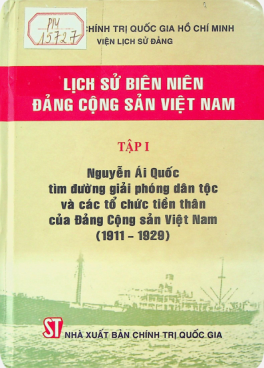 CHÍNH TRỊ QUỐC GIA HỒ CHÍ MINH
VIỆN LỊCH SỬ ĐẢNG
15727
LỊCH SỬ BIÊN NIÊN
ĐẢNG CỘNG SẢN VIỆT NAM
TẬP I
Nguyễn Ái Quốc
tìm đường giải phóng dân tộc
và các tổ chức tiền thân
của Đảng Cộng sản Việt Nam
(1911 - 1929)
ST NHÀ XUẤT BẢN CHÍNH TRỊ QUỐC GIA